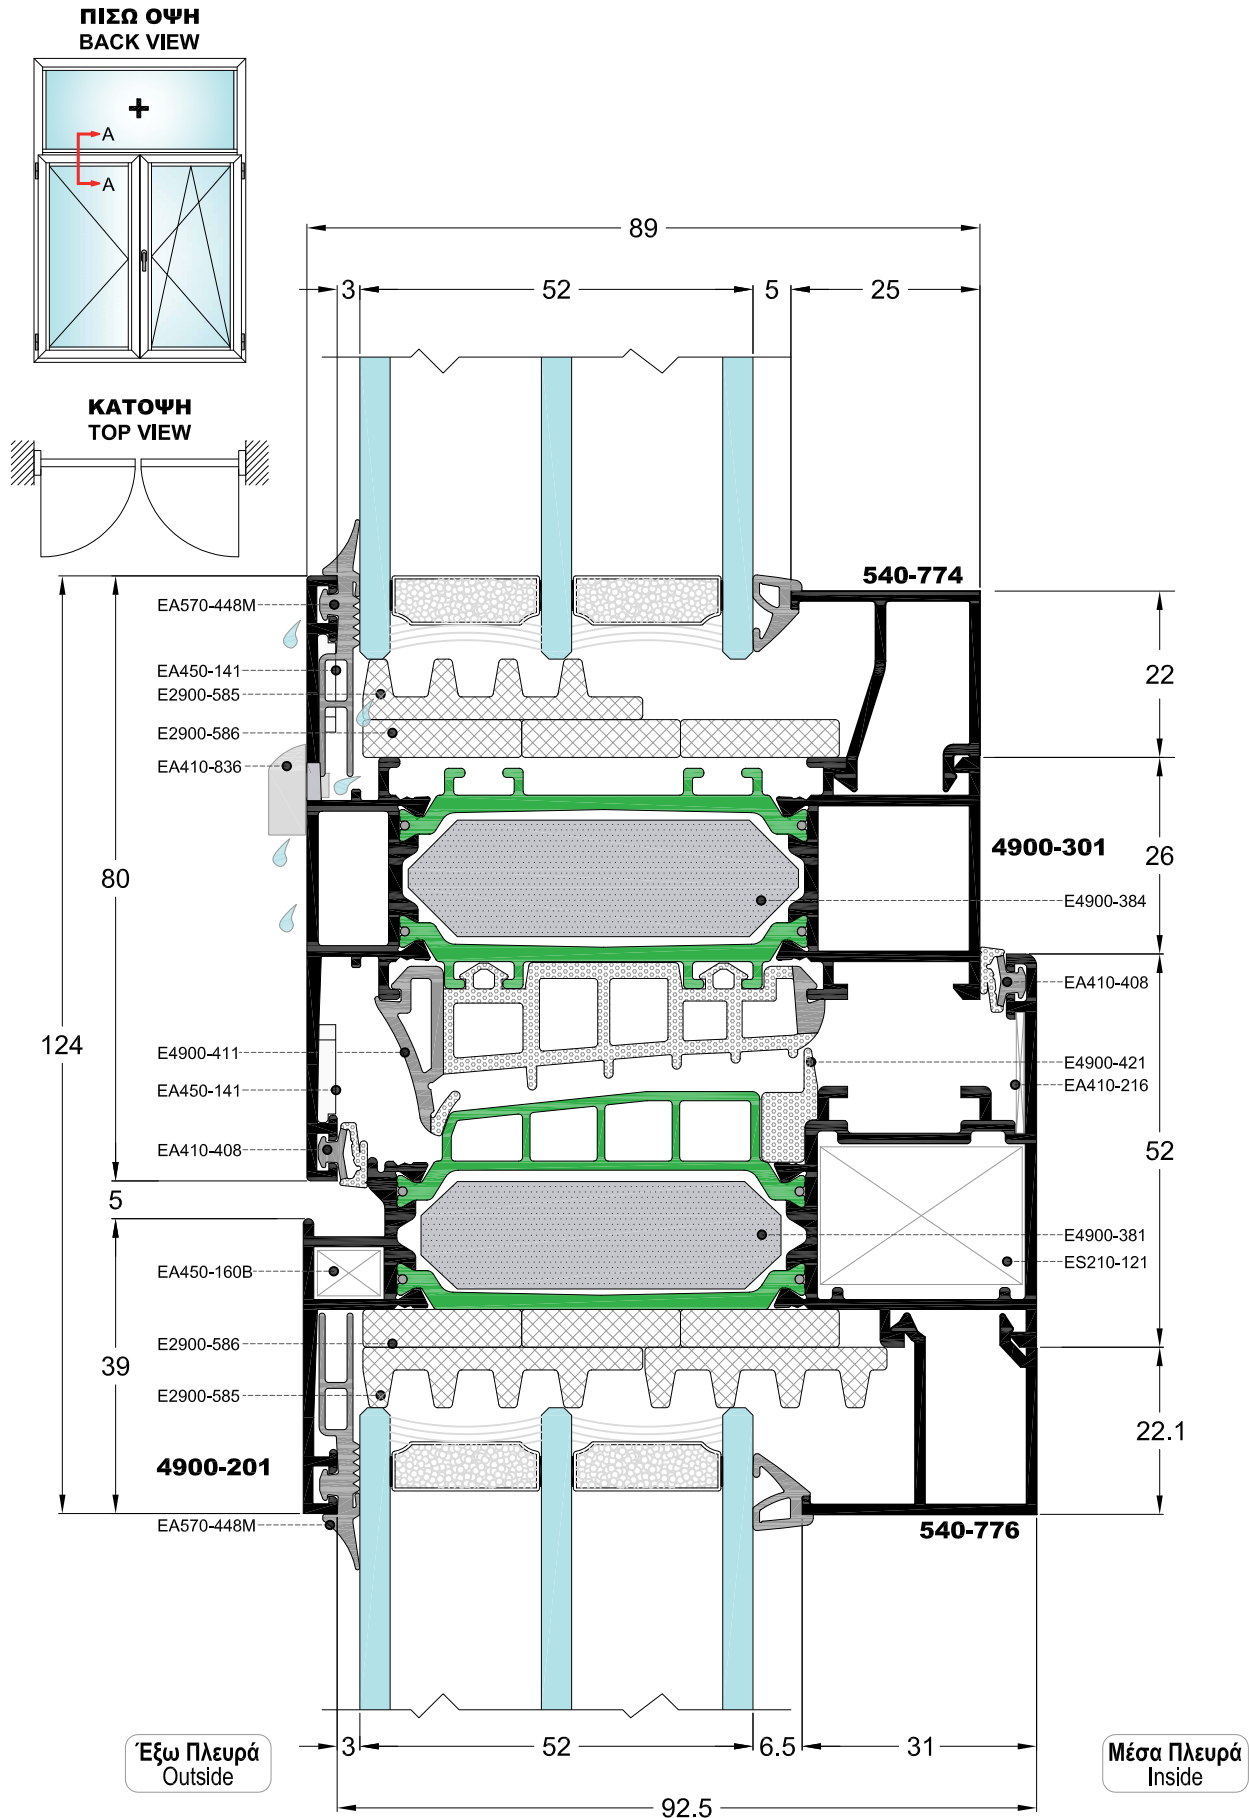 ΠΙΣΩ ΟΨΗ
BACK VIEW
+
A
A
ΚΑΤΟΨΗ
TOP VIEW
89
3
52
5
25
540-774
EA570-448M
EA450-141
E2900-585
E2900-586
EA410-836
22
4900-301
26
80
E4900-384
EA410-408
124
E4900-411
E4900-421
EA410-216
EA450-141
EA410-408
52
5
E4900-381
EA450-160B
ES210-121
E2900-586
39
E2900-585
22.1
4900-201
EA570-448M
540-776
Έξω Πλευρά
Outside
3
52
6.5
31
Μέσα Πλευρά
Inside
92.5